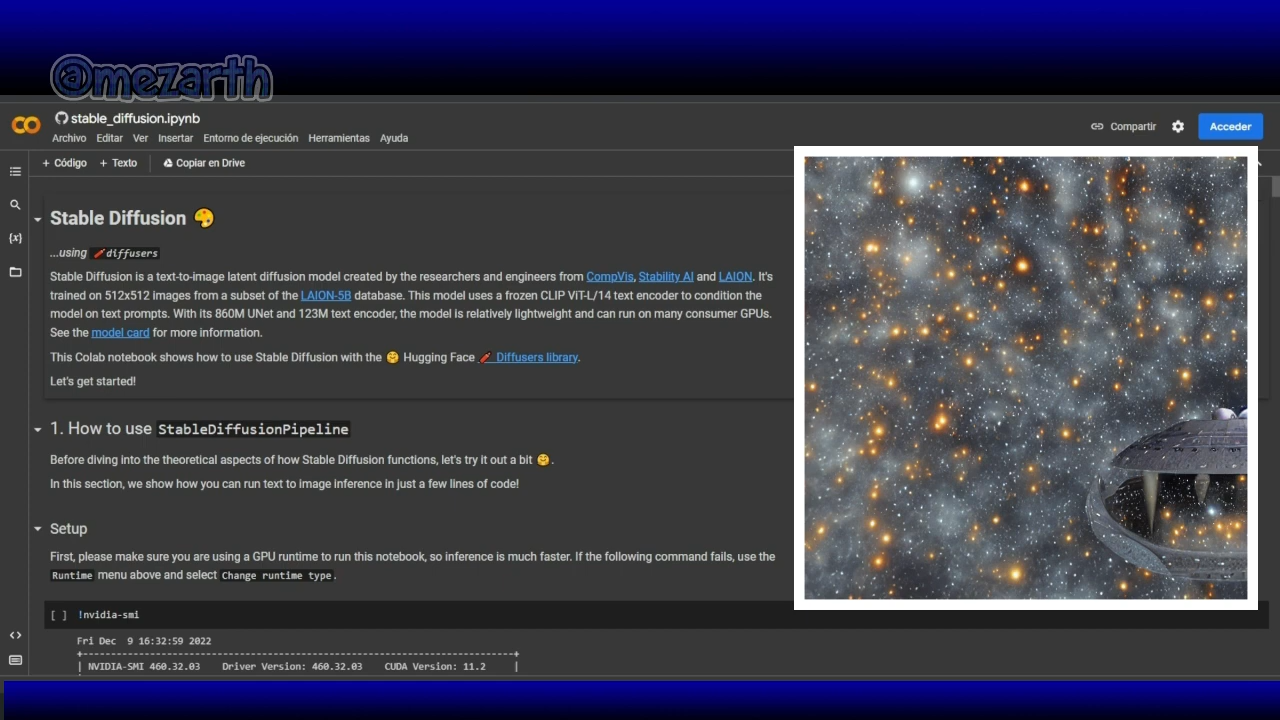 @mezarth
stable_diffusion.ipynb
Archivo Editar Ver Insertar Entorno de ejecución Herramientas Ayuda
Compartir
Acceder
+ Código + Texto Copiar en Drive
Stable Diffusion 🎨
...using 🧨diffusers
Stable Diffusion is a text-to-image latent diffusion model created by the researchers and engineers from CompVis, Stability AI and LAION. It's
trained on 512x512 images from a subset of the LAION-5B database. This model uses a frozen CLIP ViT-L/14 text encoder to condition the
model on text prompts. With its 860M UNet and 123M text encoder, the model is relatively lightweight and can run on many consumer GPUs.
See the model card for more information.
This Colab notebook shows how to use Stable Diffusion with the 🤗 Hugging Face 🧨 Diffusers library.
Let's get started!
1. How to use StableDiffusionPipeline
Before diving into the theoretical aspects of how Stable Diffusion functions, let's try it out a bit 🤗.
In this section, we show how you can run text to image inference in just a few lines of code!
Setup
First, please make sure you are using a GPU runtime to run this notebook, so inference is much faster. If the following command fails, use the
Runtime menu above and select Change runtime type.
[ ] !nvidia-smi
Fri Dec 9 16:32:59 2022
+-----------------------------------------------------------------------------+
| NVIDIA-SMI 460.32.03 Driver Version: 460.32.03 CUDA Version: 11.2 |